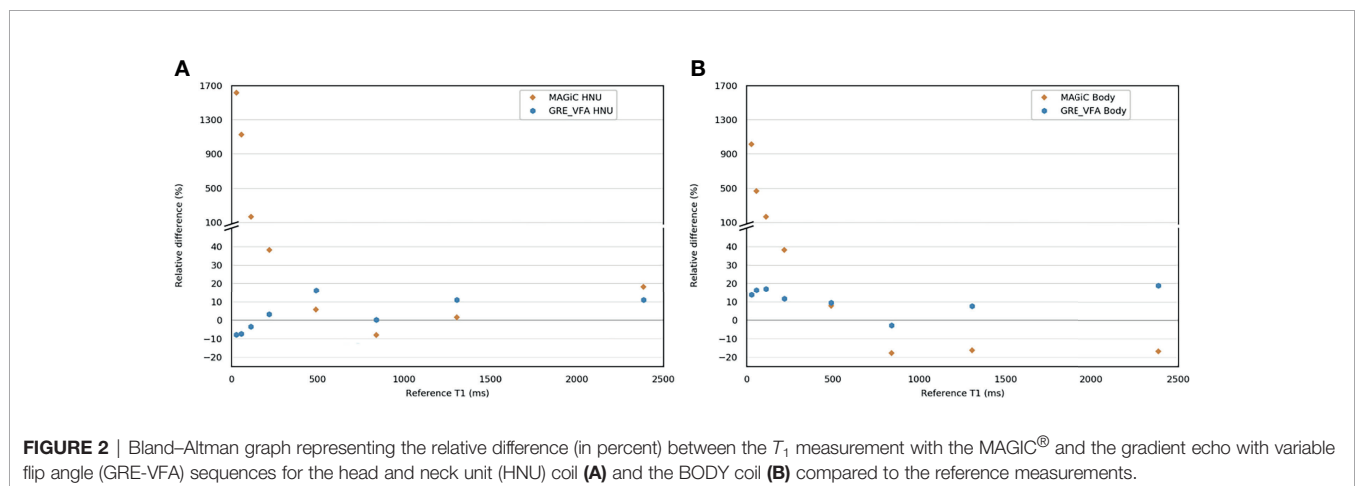 A
1700
1300
900
500
100
40
30
20
10
0
−10
−20
Relative difference (%)
MAGiC HNU
GRE_VFA HNU
0 500 1000 1500 2000 2500
Reference T1 (ms)
B
1700
1300
900
500
100
40
30
20
10
0
−10
−20
Relative difference (%)
MAGiC Body
GRE_VFA Body
0 500 1000 1500 2000 2500
Reference T1 (ms)
FIGURE 2 | Bland–Altman graph representing the relative difference (in percent) between the T1 measurement with the MAGIC® and the gradient echo with variable
flip angle (GRE-VFA) sequences for the head and neck unit (HNU) coil (A) and the BODY coil (B) compared to the reference measurements.